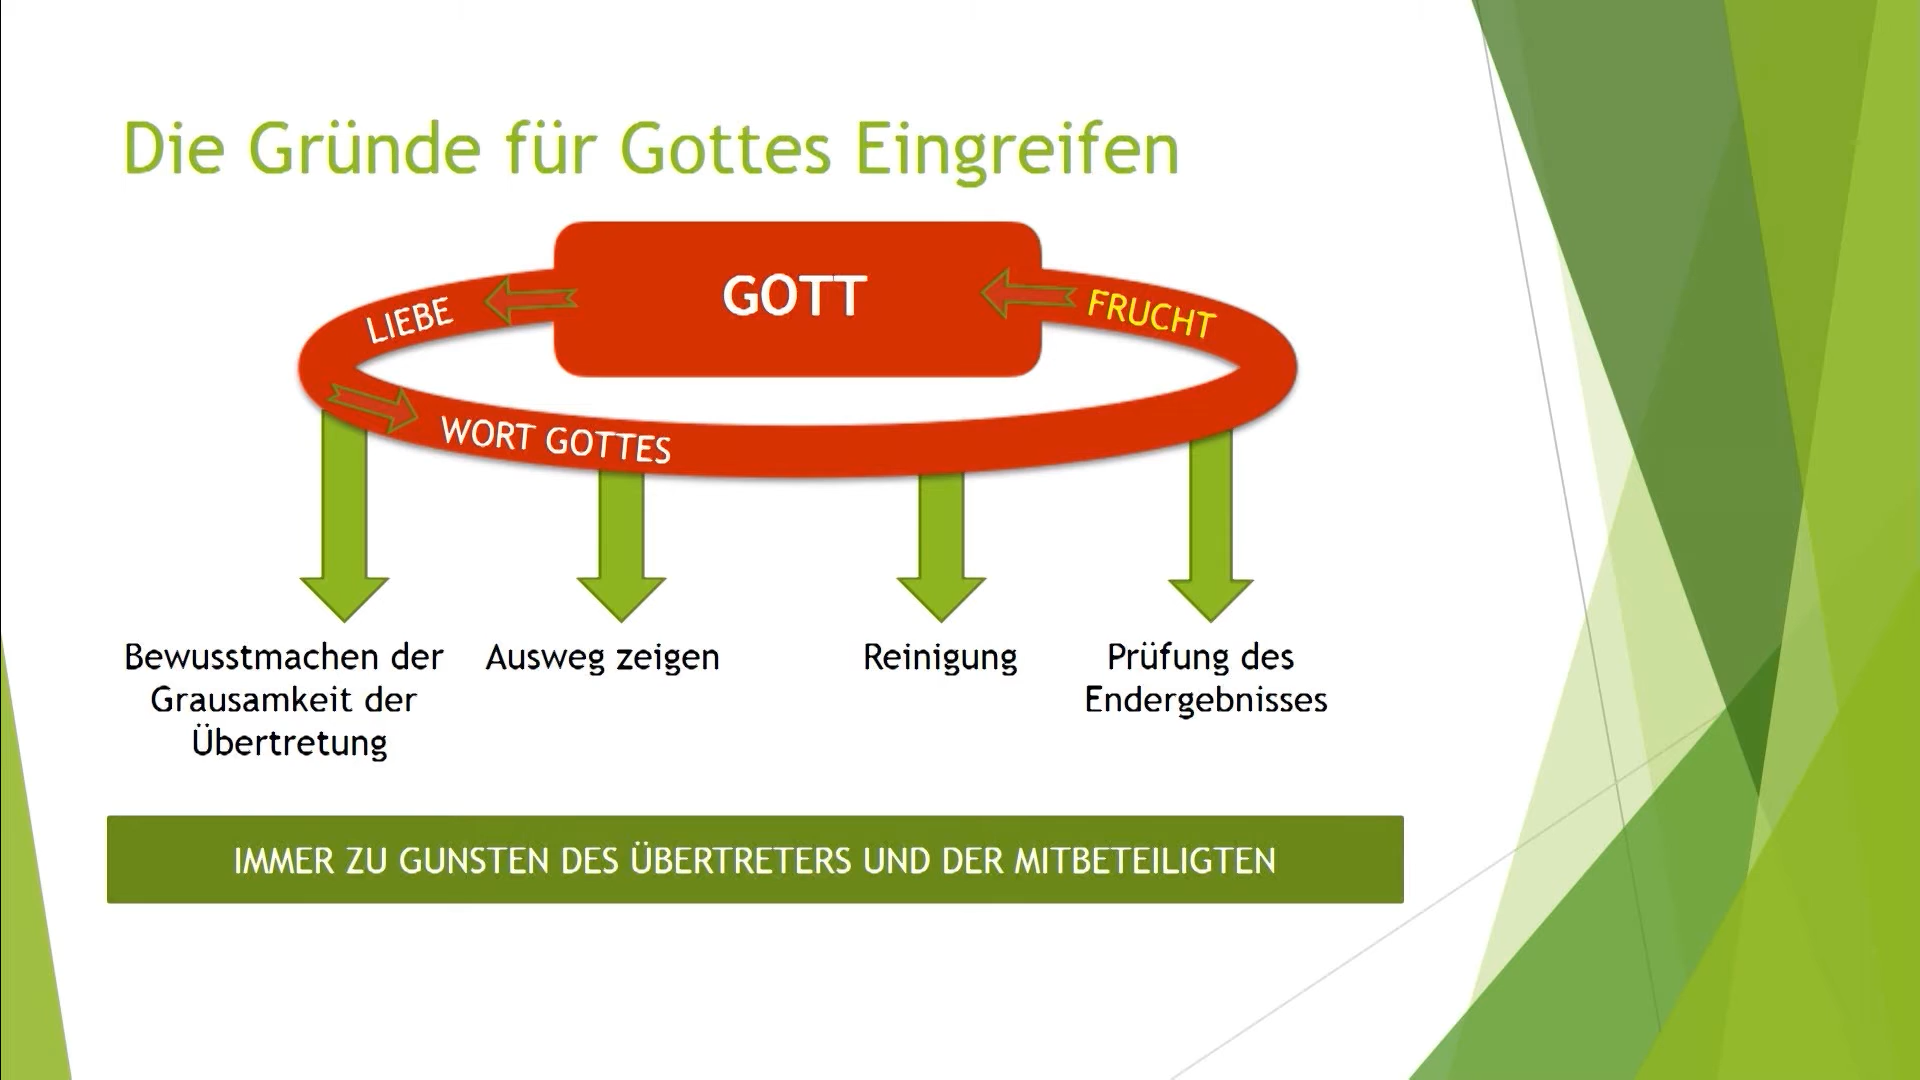 Die Gründe für Gottes Eingreifen
GOTT
LIEBE
FRUCHT
WORT GOTTES
Bewusstmachen der
Grausamkeit der
Übertretung
Ausweg zeigen
Reinigung
Prüfung des
Endergebnisses
IMMER ZU GUNSTEN DES ÜBERTRETERS UND DER MITBETEILIGTEN